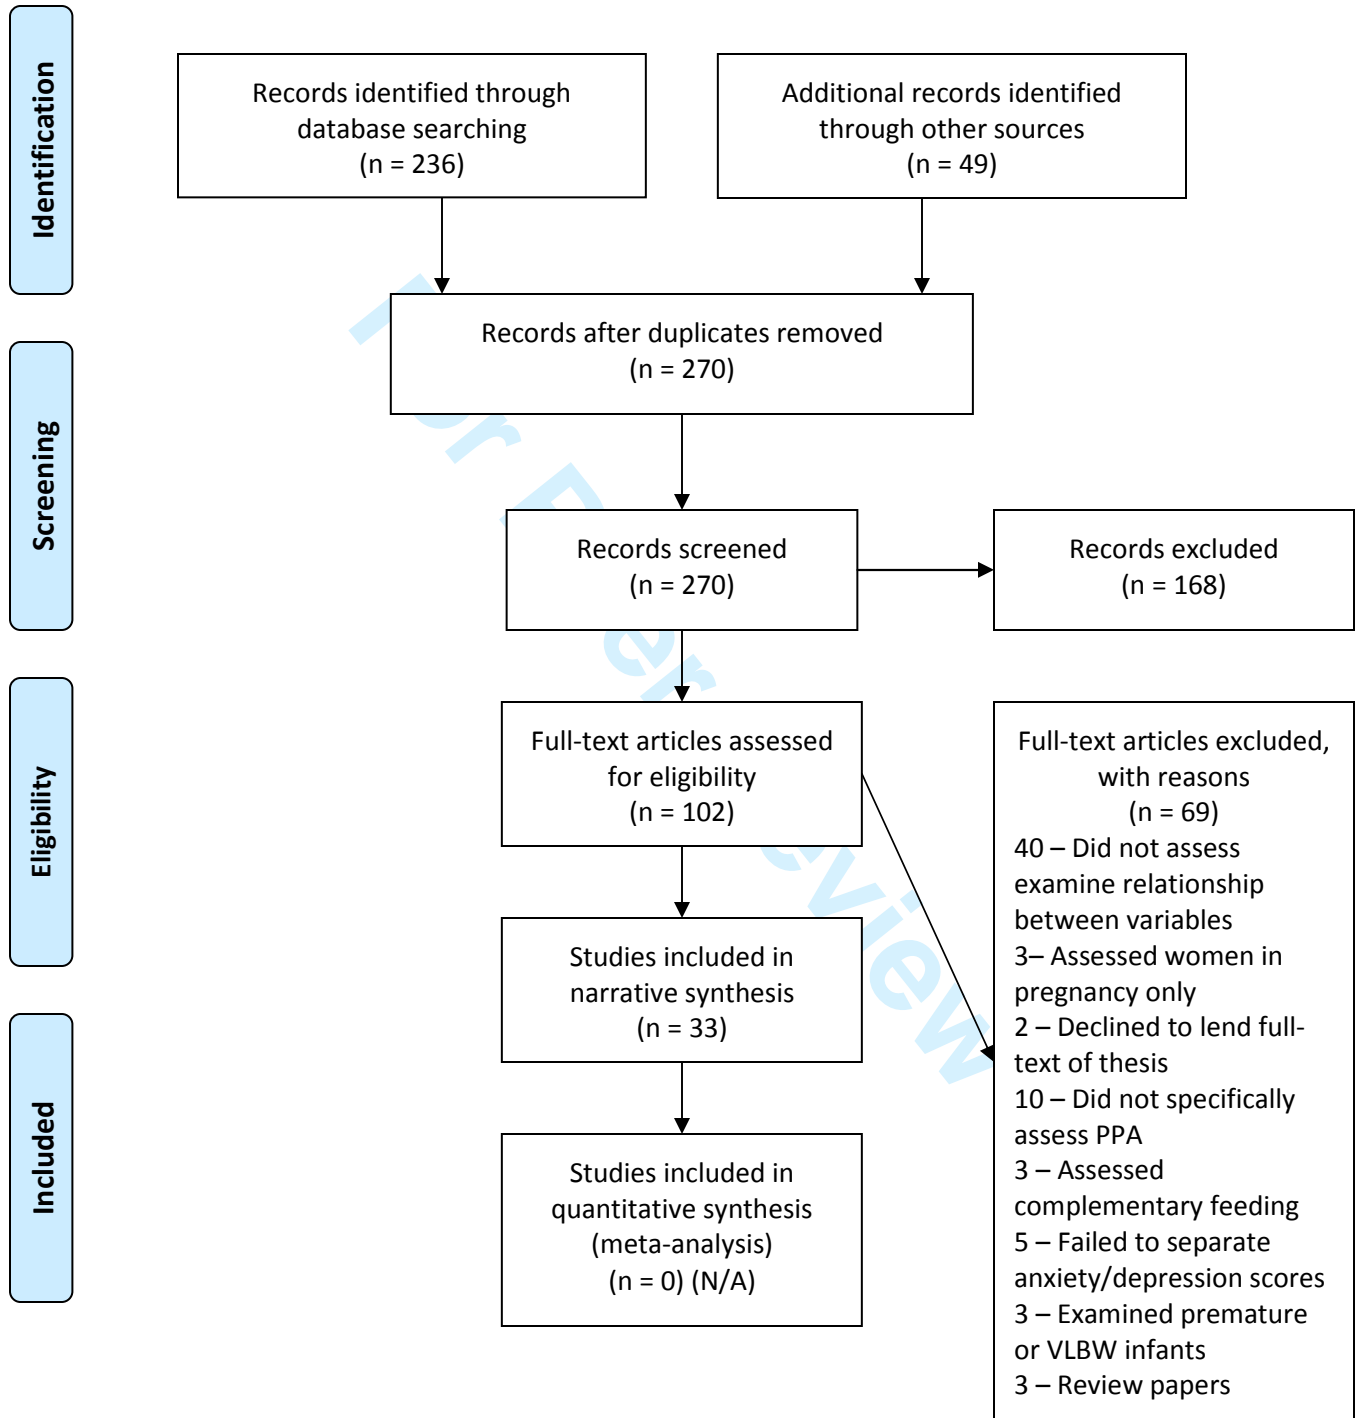 Identification
Records identified through
database searching
(n = 236)
Additional records identified
through other sources
(n = 49)
Records after duplicates removed
(n = 270)
Screening
Records screened
(n = 270)
Records excluded
(n = 168)
Eligibility
Full-text articles assessed
for eligibility
(n = 102)
Full-text articles excluded,
with reasons
(n = 69)
40 – Did not assess
examine relationship
between variables
3– Assessed women in
pregnancy only
2 – Declined to lend full-
text of thesis
10 – Did not specifically
assess PPA
3 – Assessed
complementary feeding
5 – Failed to separate
anxiety/depression scores
3 – Examined premature
or VLBW infants
3 – Review papers
Studies included in
narrative synthesis
(n = 33)
Included
Studies included in
quantitative synthesis
(meta-analysis)
(n = 0) (N/A)
For Peer Review